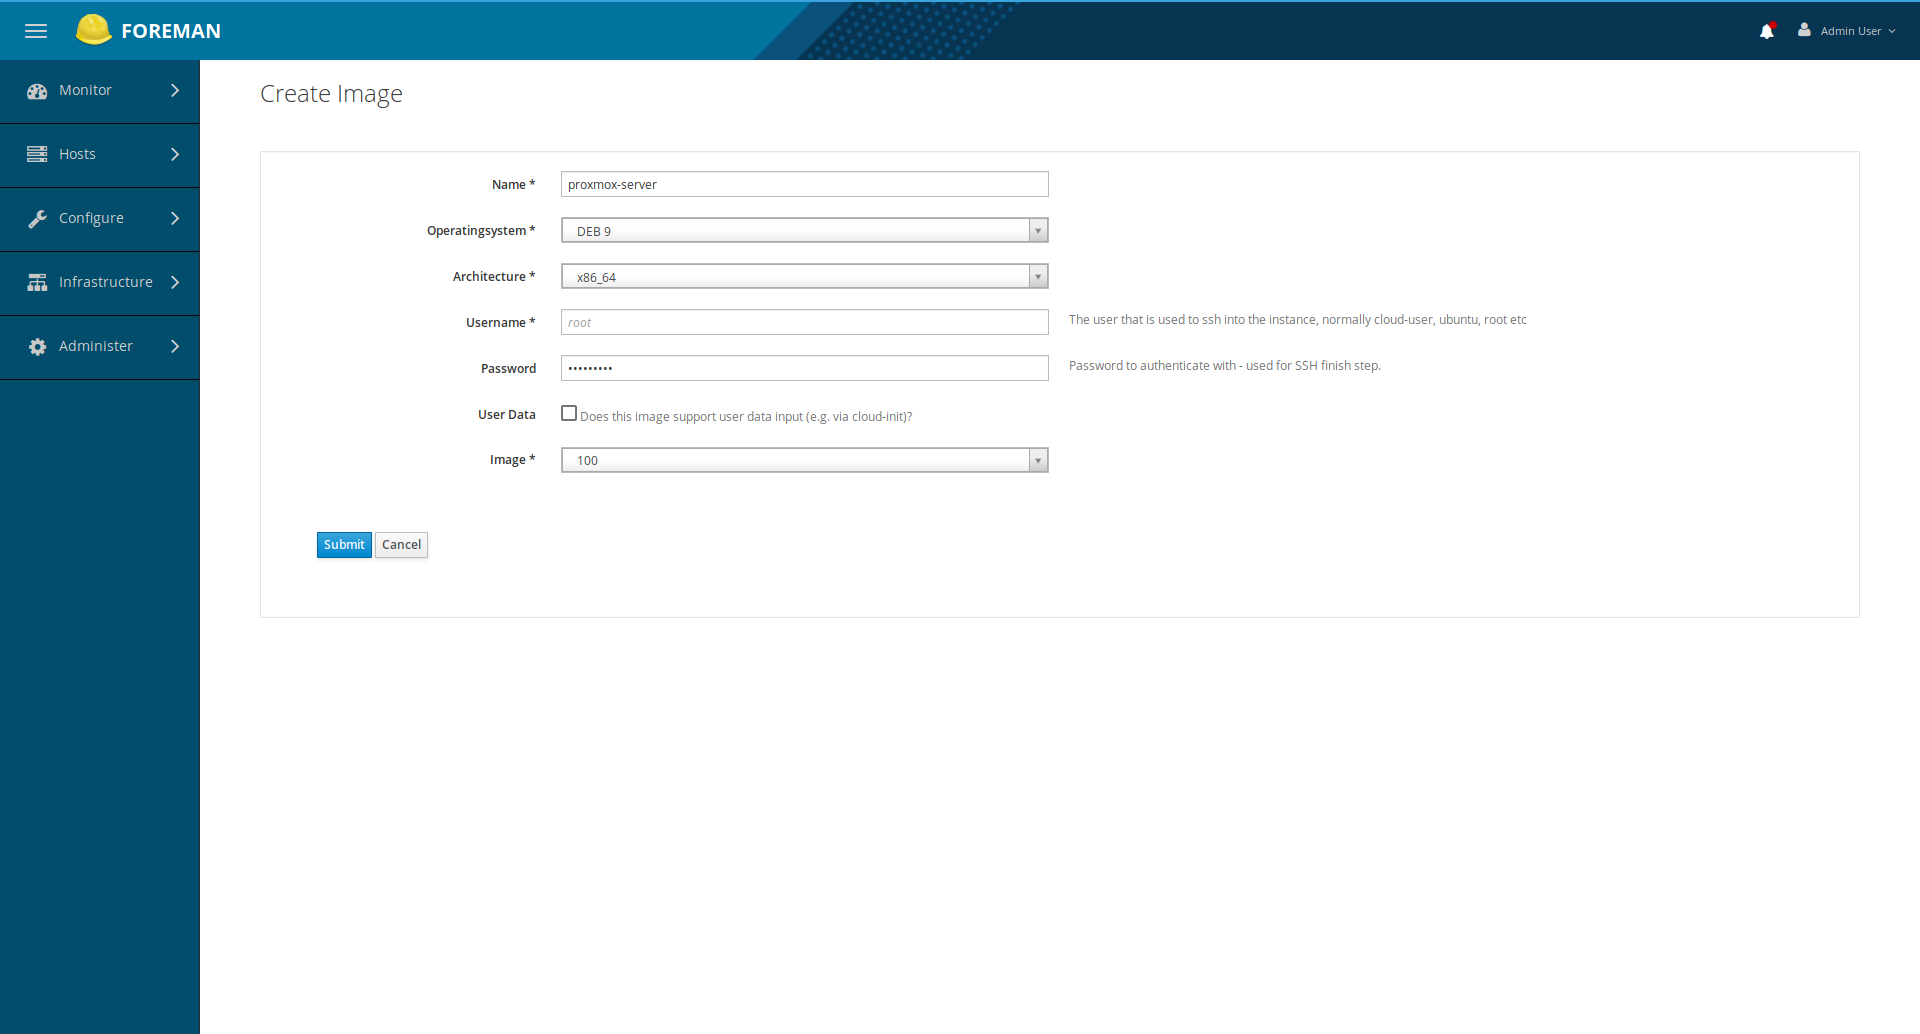 FOREMAN
Admin User
Monitor
Hosts
Configure
Infrastructure
Administer
Create Image
Name * proxmox-server
Operatingsystem * DEB 9
Architecture * x86_64
Username * root The user that is used to ssh into the instance, normally cloud-user, ubuntu, root etc
Password ••••••••• Password to authenticate with - used for SSH finish step.
User Data Does this image support user data input (e.g. via cloud-init)?
Image * 100
Submit Cancel